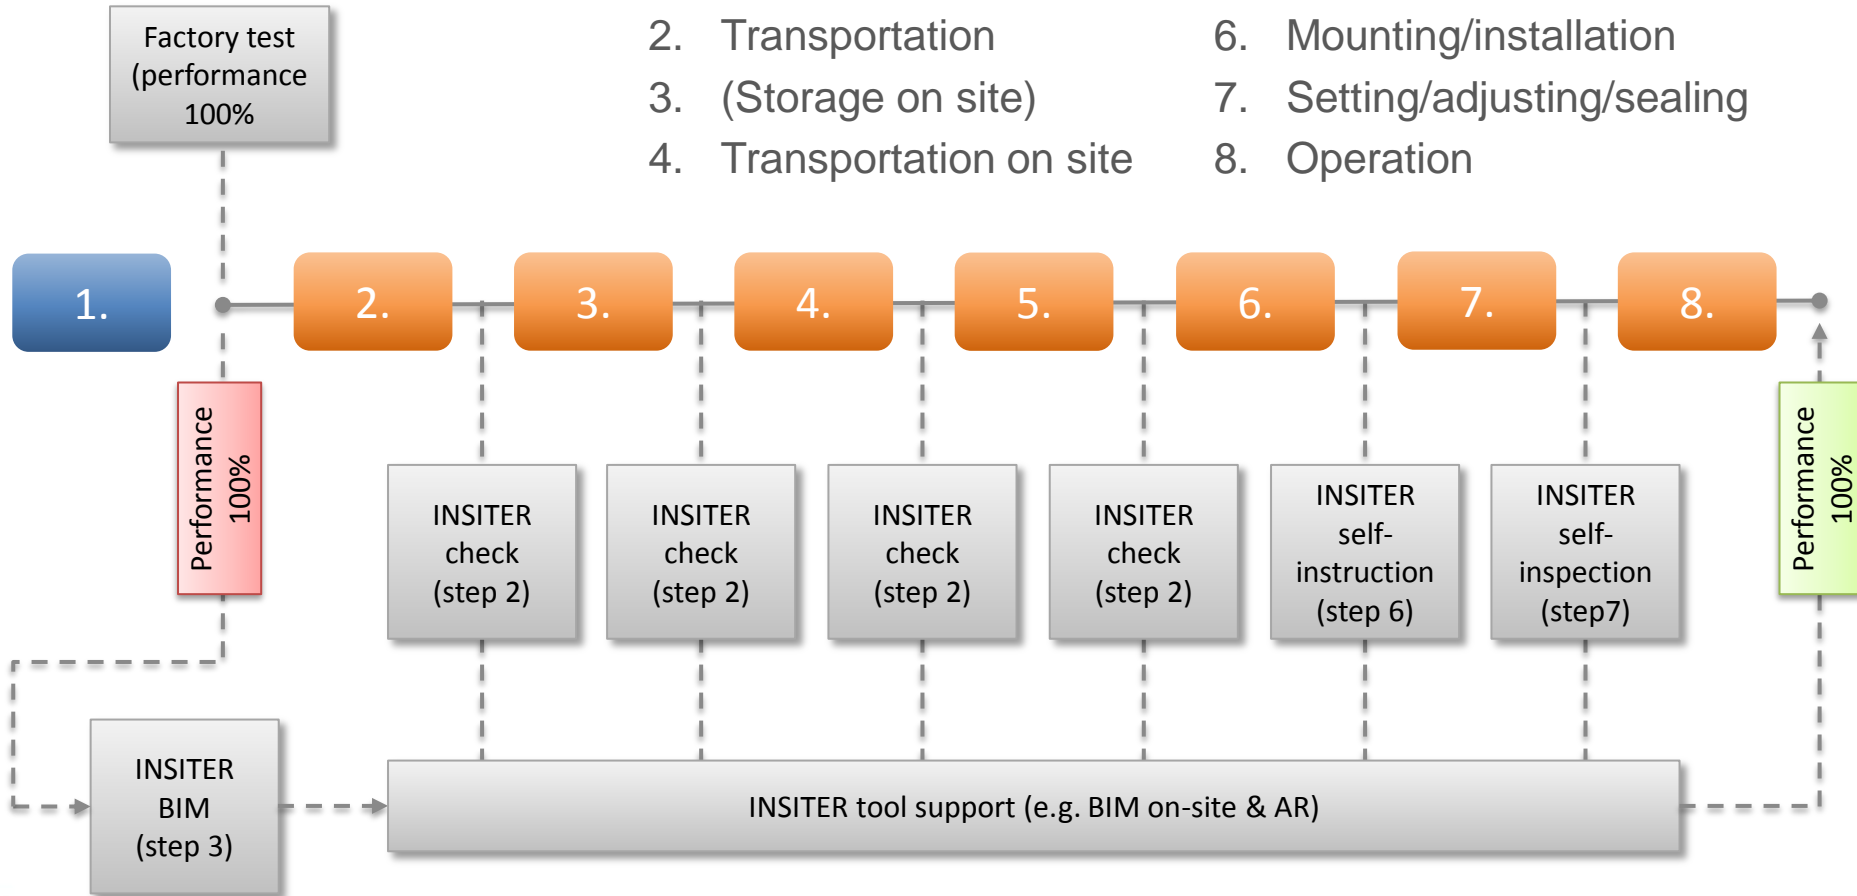 Factory test
(performance
100%
2. Transportation
3. (Storage on site)
4. Transportation on site
6. Mounting/installation
7. Setting/adjusting/sealing
8. Operation
1.
2.
3.
4.
5.
6.
7.
8.
Performance
100%
INSITER
check
(step 2)
INSITER
check
(step 2)
INSITER
check
(step 2)
INSITER
check
(step 2)
INSITER
self-
instruction
(step 6)
INSITER
self-
inspection
(step7)
Performance
100%
INSITER
BIM
(step 3)
INSITER tool support (e.g. BIM on-site & AR)